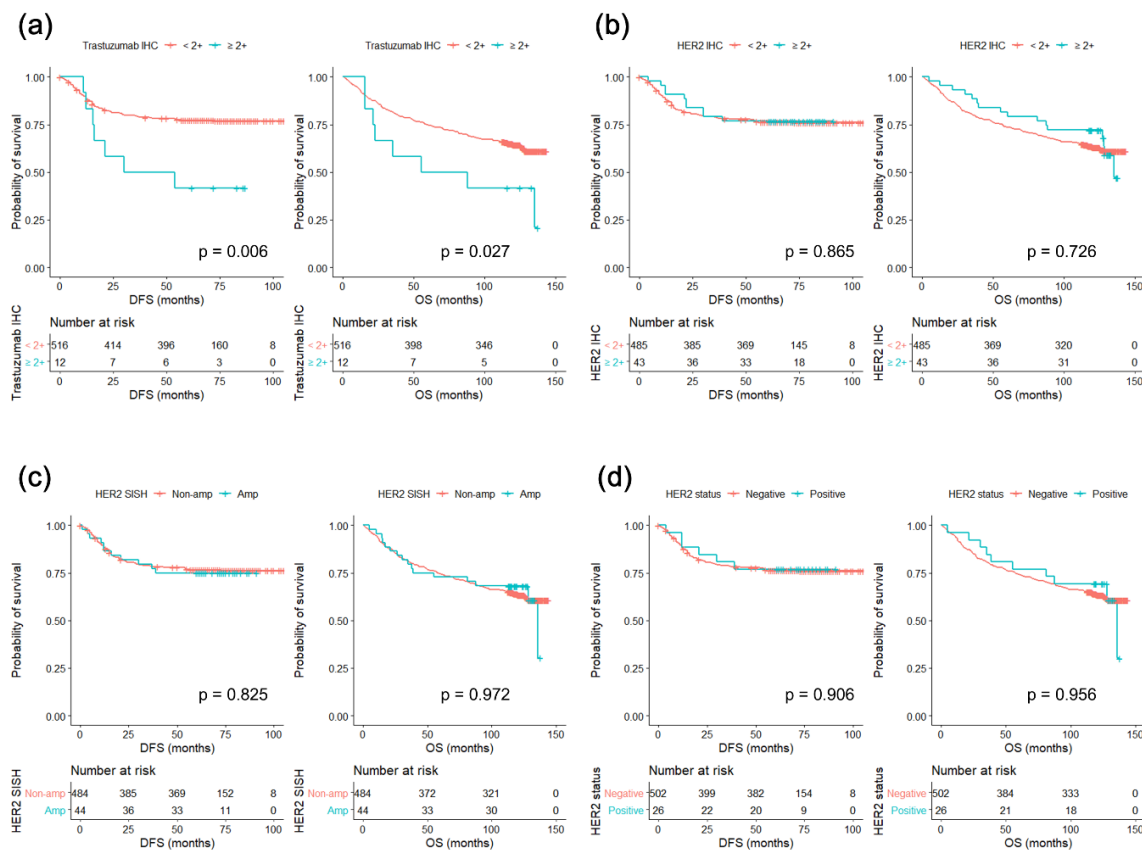 (a)
Trastuzumab IHC < 2+ ≥ 2+
Probability of survival
1.00
0.75
0.50
0.25
0.00
p = 0.006
0 25 50 75 100
DFS (months)
Number at risk
Trastuzumab IHC
< 2+ 516 414 396 160 8
≥ 2+ 12 7 6 3 0
0 25 50 75 100
DFS (months)
Trastuzumab IHC < 2+ ≥ 2+
Probability of survival
1.00
0.75
0.50
0.25
0.00
p = 0.027
0 50 100 150
OS (months)
Number at risk
Trastuzumab IHC
< 2+ 516 398 346 0
≥ 2+ 12 7 5 0
0 50 100 150
OS (months)
(b)
HER2 IHC < 2+ ≥ 2+
Probability of survival
1.00
0.75
0.50
0.25
0.00
p = 0.865
0 25 50 75 100
DFS (months)
Number at risk
HER2 IHC
< 2+ 485 385 369 145 8
≥ 2+ 43 36 33 18 0
0 25 50 75 100
DFS (months)
HER2 IHC < 2+ ≥ 2+
Probability of survival
1.00
0.75
0.50
0.25
0.00
p = 0.726
0 50 100 150
OS (months)
Number at risk
HER2 IHC
< 2+ 485 369 320 0
≥ 2+ 43 36 31 0
0 50 100 150
OS (months)
(c)
HER2 SISH Non-amp Amp
Probability of survival
1.00
0.75
0.50
0.25
0.00
p = 0.825
0 25 50 75 100
DFS (months)
Number at risk
HER2 SISH
Non-amp 484 385 369 152 8
Amp 44 36 33 11 0
0 25 50 75 100
DFS (months)
HER2 SISH Non-amp Amp
Probability of survival
1.00
0.75
0.50
0.25
0.00
p = 0.972
0 50 100 150
OS (months)
Number at risk
HER2 SISH
Non-amp 484 372 321 0
Amp 44 33 30 0
0 50 100 150
OS (months)
(d)
HER2 status Negative Positive
Probability of survival
1.00
0.75
0.50
0.25
0.00
p = 0.906
0 25 50 75 100
DFS (months)
Number at risk
HER2 status
Negative 502 399 382 154 8
Positive 26 22 20 9 0
0 25 50 75 100
DFS (months)
HER2 status Negative Positive
Probability of survival
1.00
0.75
0.50
0.25
0.00
p = 0.956
0 50 100 150
OS (months)
Number at risk
HER2 status
Negative 502 384 333 0
Positive 26 21 18 0
0 50 100 150
OS (months)